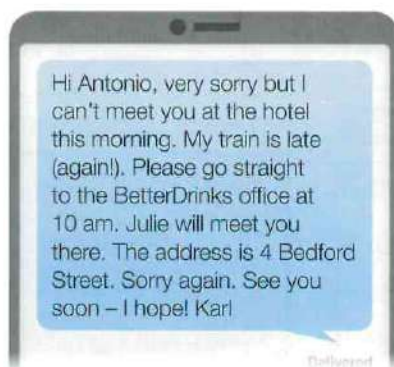 Hi Antonio, very sorry but I
can't meet you at the hotel
this morning. My train is late
(again!). Please go straight
to the BetterDrinks office at
10 am. Julie will meet you
there. The address is 4 Bedford
Street. Sorry again. See you
soon – I hope! Karl
Delivered